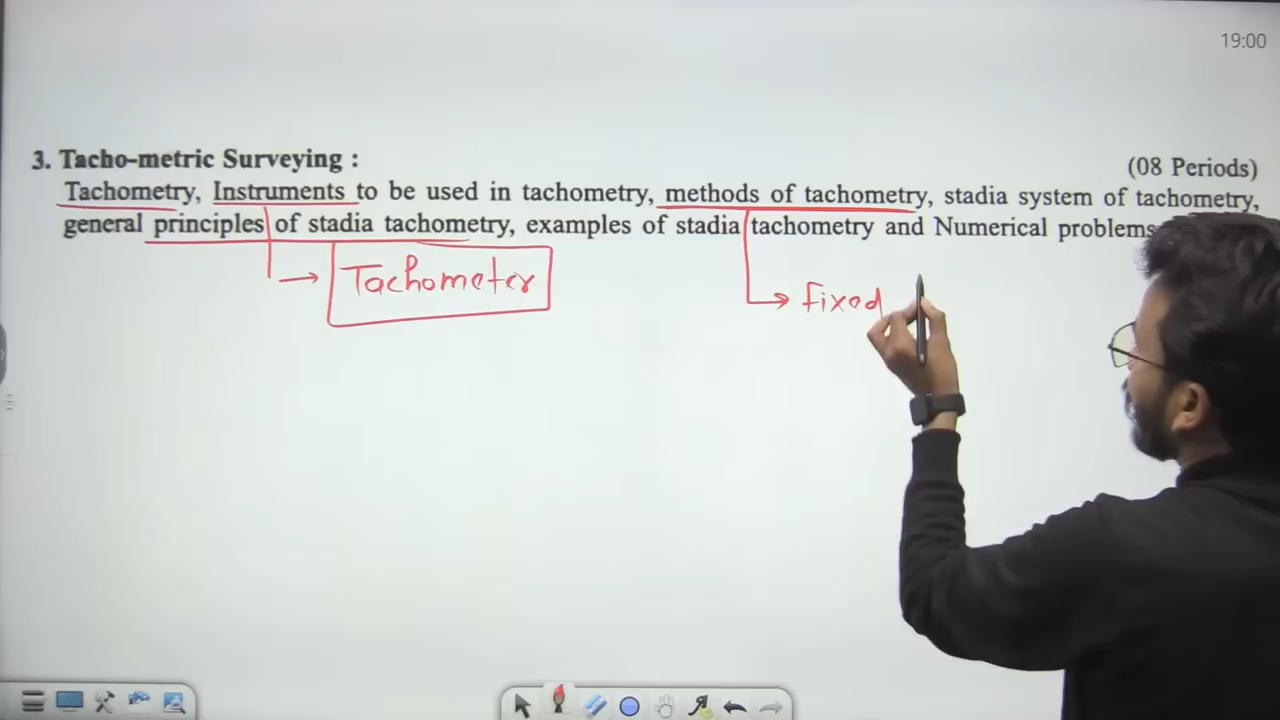 19:00
3. Tacho-metric Surveying :
(08 Periods)
Tachometry, Instruments to be used in tachometry, methods of tachometry, stadia system of tachometry,
general principles of stadia tachometry, examples of stadia tachometry and Numerical problems
Tachometer
fixed